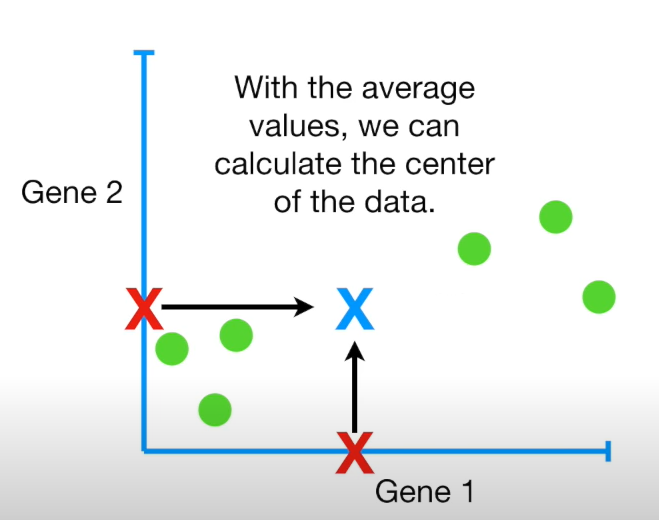 With the average
values, we can
calculate the center
of the data.
Gene 2
X
X
X
Gene 1